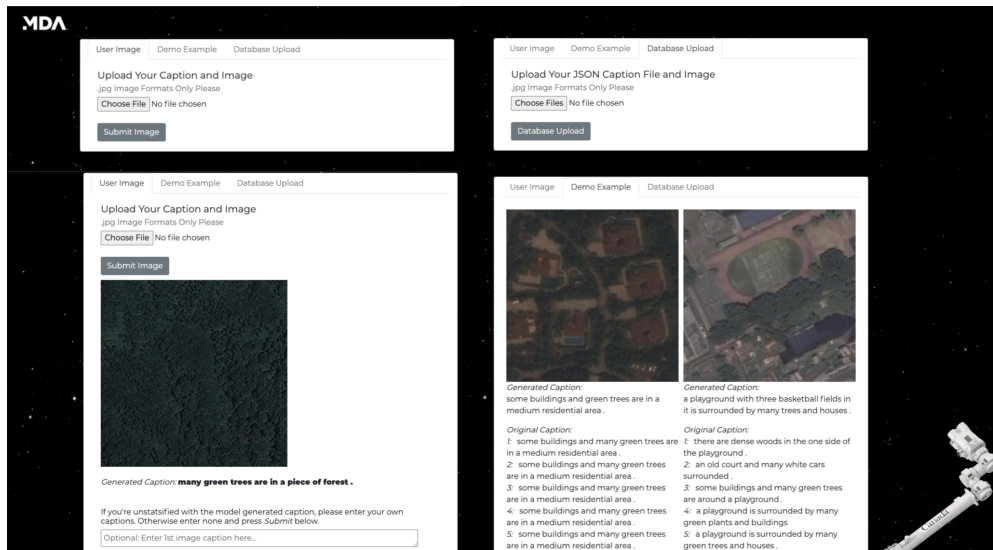 MDA
User Image Demo Example Database Upload
Upload Your Caption and Image
.jpg Image Formats Only Please
Choose File No file chosen
Submit Image
User Image Demo Example Database Upload
Upload Your JSON Caption File and Image
.jpg Image Formats Only Please
Choose Files No file chosen
Database Upload
User Image Demo Example Database Upload
Upload Your Caption and Image
.jpg Image Formats Only Please
Choose File No file chosen
Submit Image
Generated Caption: many green trees are in a piece of forest .
If you're unstatsified with the model generated caption, please enter your own
captions. Otherwise enter none and press Submit below.
Optional: Enter 1st image caption here...
User Image Demo Example Database Upload
Generated Caption:
some buildings and green trees are in a
medium residential area .
Original Caption:
1: some buildings and many green trees are
in a medium residential area .
2: some buildings and many green trees
are in a medium residential area .
3: some buildings and many green trees
are in a medium residential area .
4: some buildings and many green trees
are in a medium residential area .
5: some buildings and many green trees
are in a medium residential area .
Generated Caption:
a playground with three basketball fields in
it is surrounded by many trees and houses .
Original Caption:
1: there are dense woods in the one side of
the playground .
2: an old court and many white cars
surrounded .
3: some buildings and many green trees
are around a playground .
4: a playground is surrounded by many
green plants and buildings
5: a playground is surrounded by many
green trees and houses .
Canada